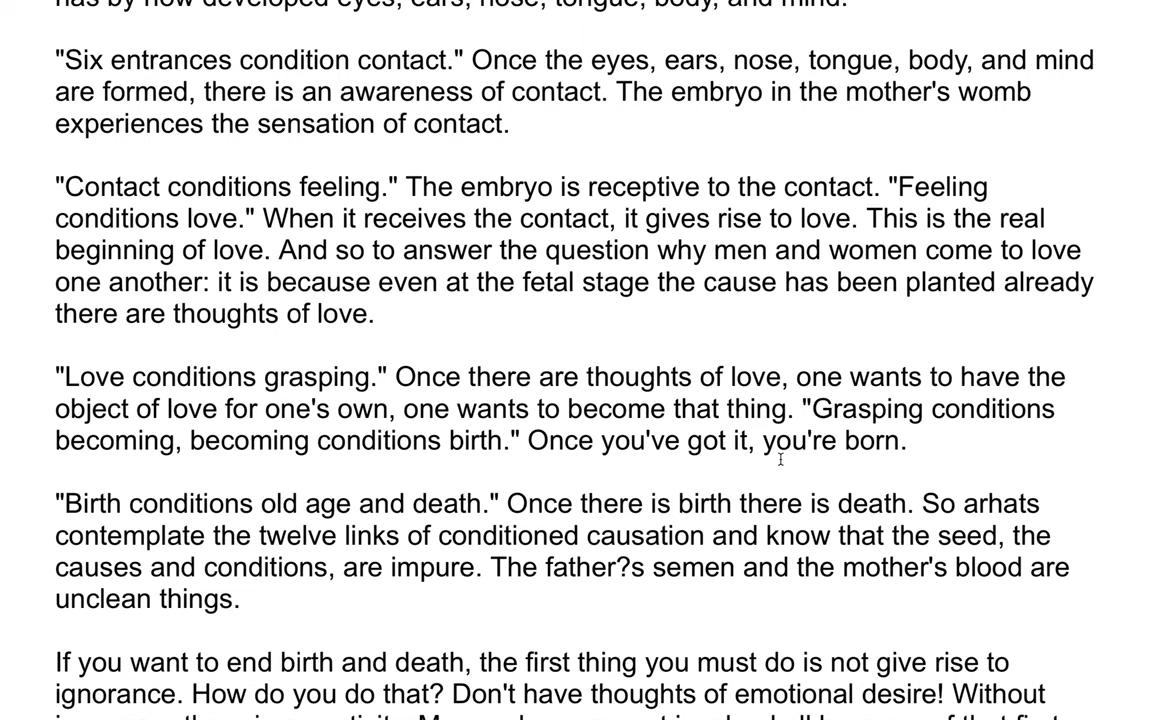 has by now developed eyes, ears, nose, tongue, body, and mind.
"Six entrances condition contact." Once the eyes, ears, nose, tongue, body, and mind
are formed, there is an awareness of contact. The embryo in the mother's womb
experiences the sensation of contact.
"Contact conditions feeling." The embryo is receptive to the contact. "Feeling
conditions love." When it receives the contact, it gives rise to love. This is the real
beginning of love. And so to answer the question why men and women come to love
one another: it is because even at the fetal stage the cause has been planted already
there are thoughts of love.
"Love conditions grasping." Once there are thoughts of love, one wants to have the
object of love for one's own, one wants to become that thing. "Grasping conditions
becoming, becoming conditions birth." Once you've got it, you're born.
"Birth conditions old age and death." Once there is birth there is death. So arhats
contemplate the twelve links of conditioned causation and know that the seed, the
causes and conditions, are impure. The father?s semen and the mother's blood are
unclean things.
If you want to end birth and death, the first thing you must do is not give rise to
ignorance. How do you do that? Don't have thoughts of emotional desire! Without